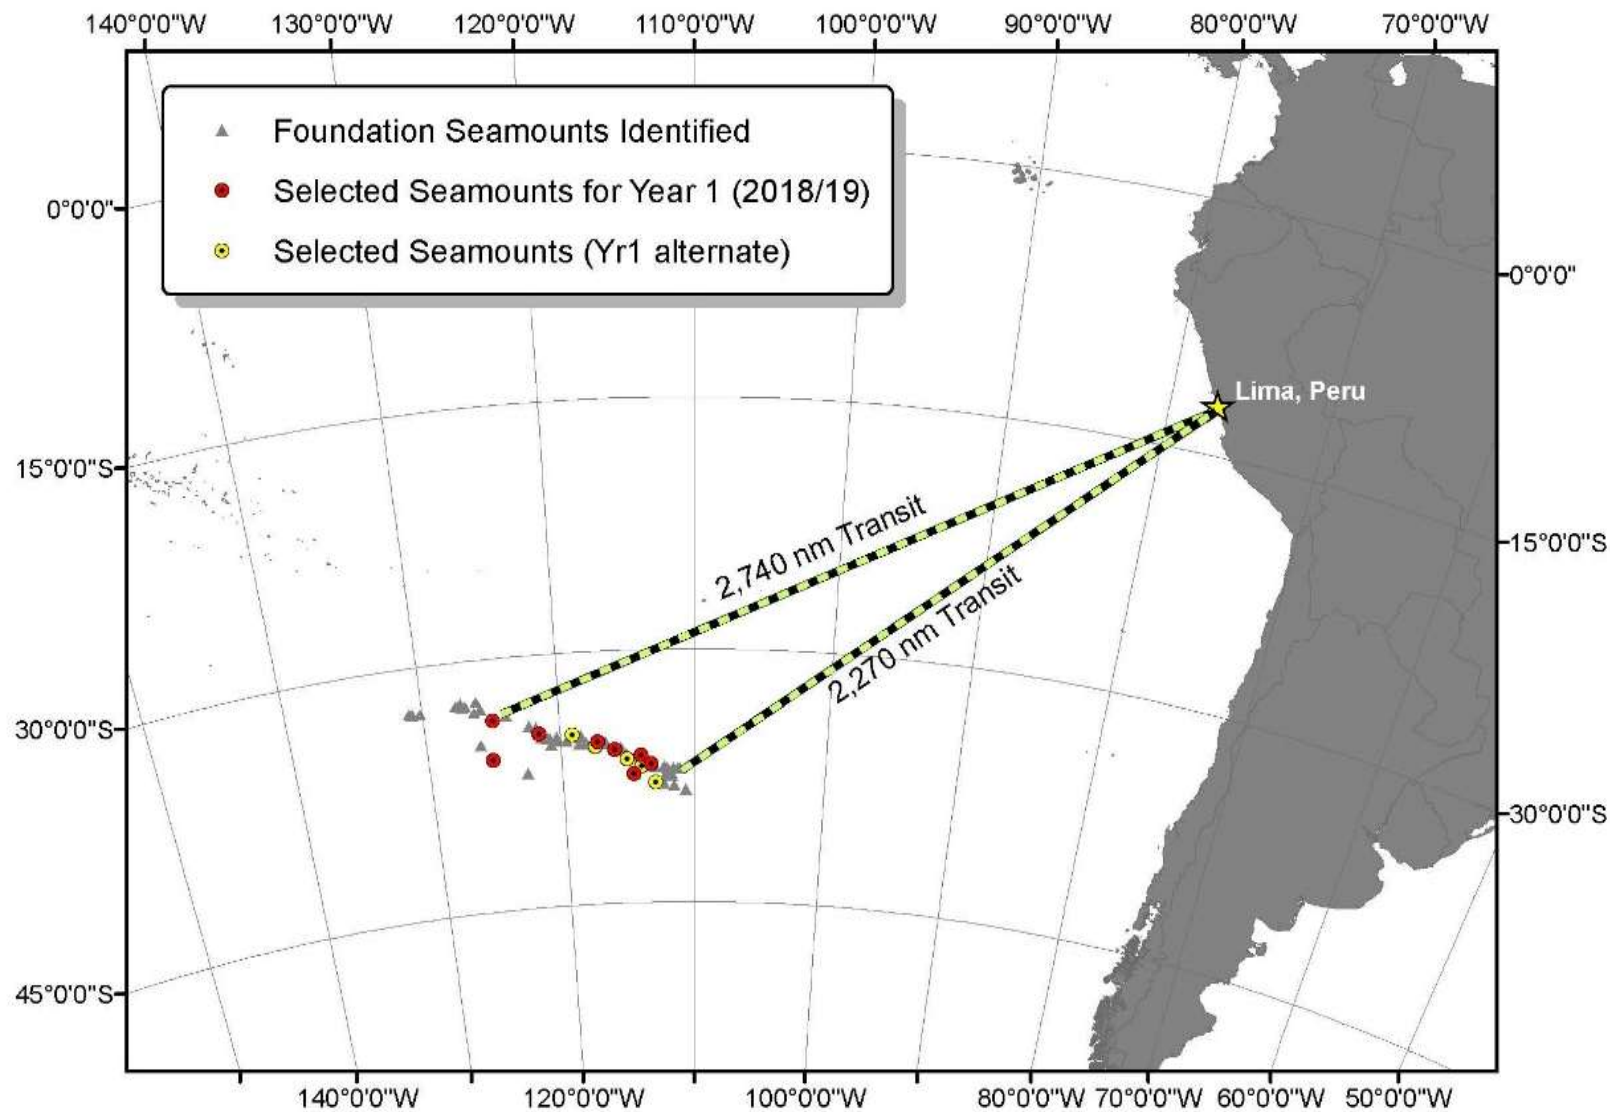 140°0'0"W 130°0'0"W 120°0'0"W 110°0'0"W 100°0'0"W 90°0'0"W 80°0'0"W 70°0'0"W
Foundation Seamounts Identified
Selected Seamounts for Year 1 (2018/19)
Selected Seamounts (Yr1 alternate)
0°0'0"
0°0'0"
Lima, Peru
15°0'0"S
15°0'0"S
2,740 nm Transit
2,270 nm Transit
30°0'0"S
30°0'0"S
45°0'0"S
140°0'0"W 120°0'0"W 100°0'0"W 80°0'0"W 70°0'0"W 60°0'0"W 50°0'0"W